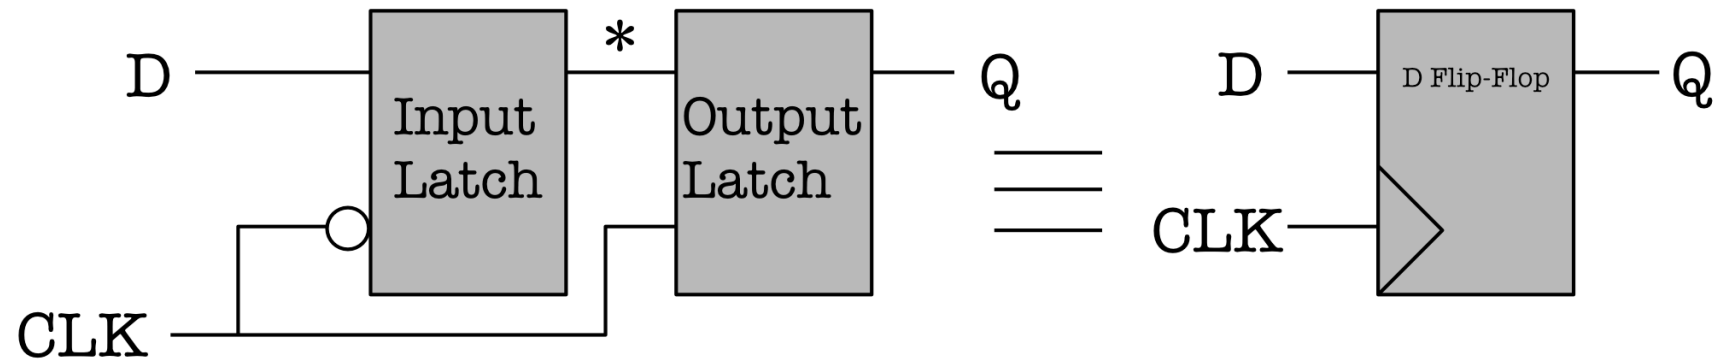 D
Input
Latch
*
Output
Latch
Q
CLK
D
D Flip-Flop
Q
CLK